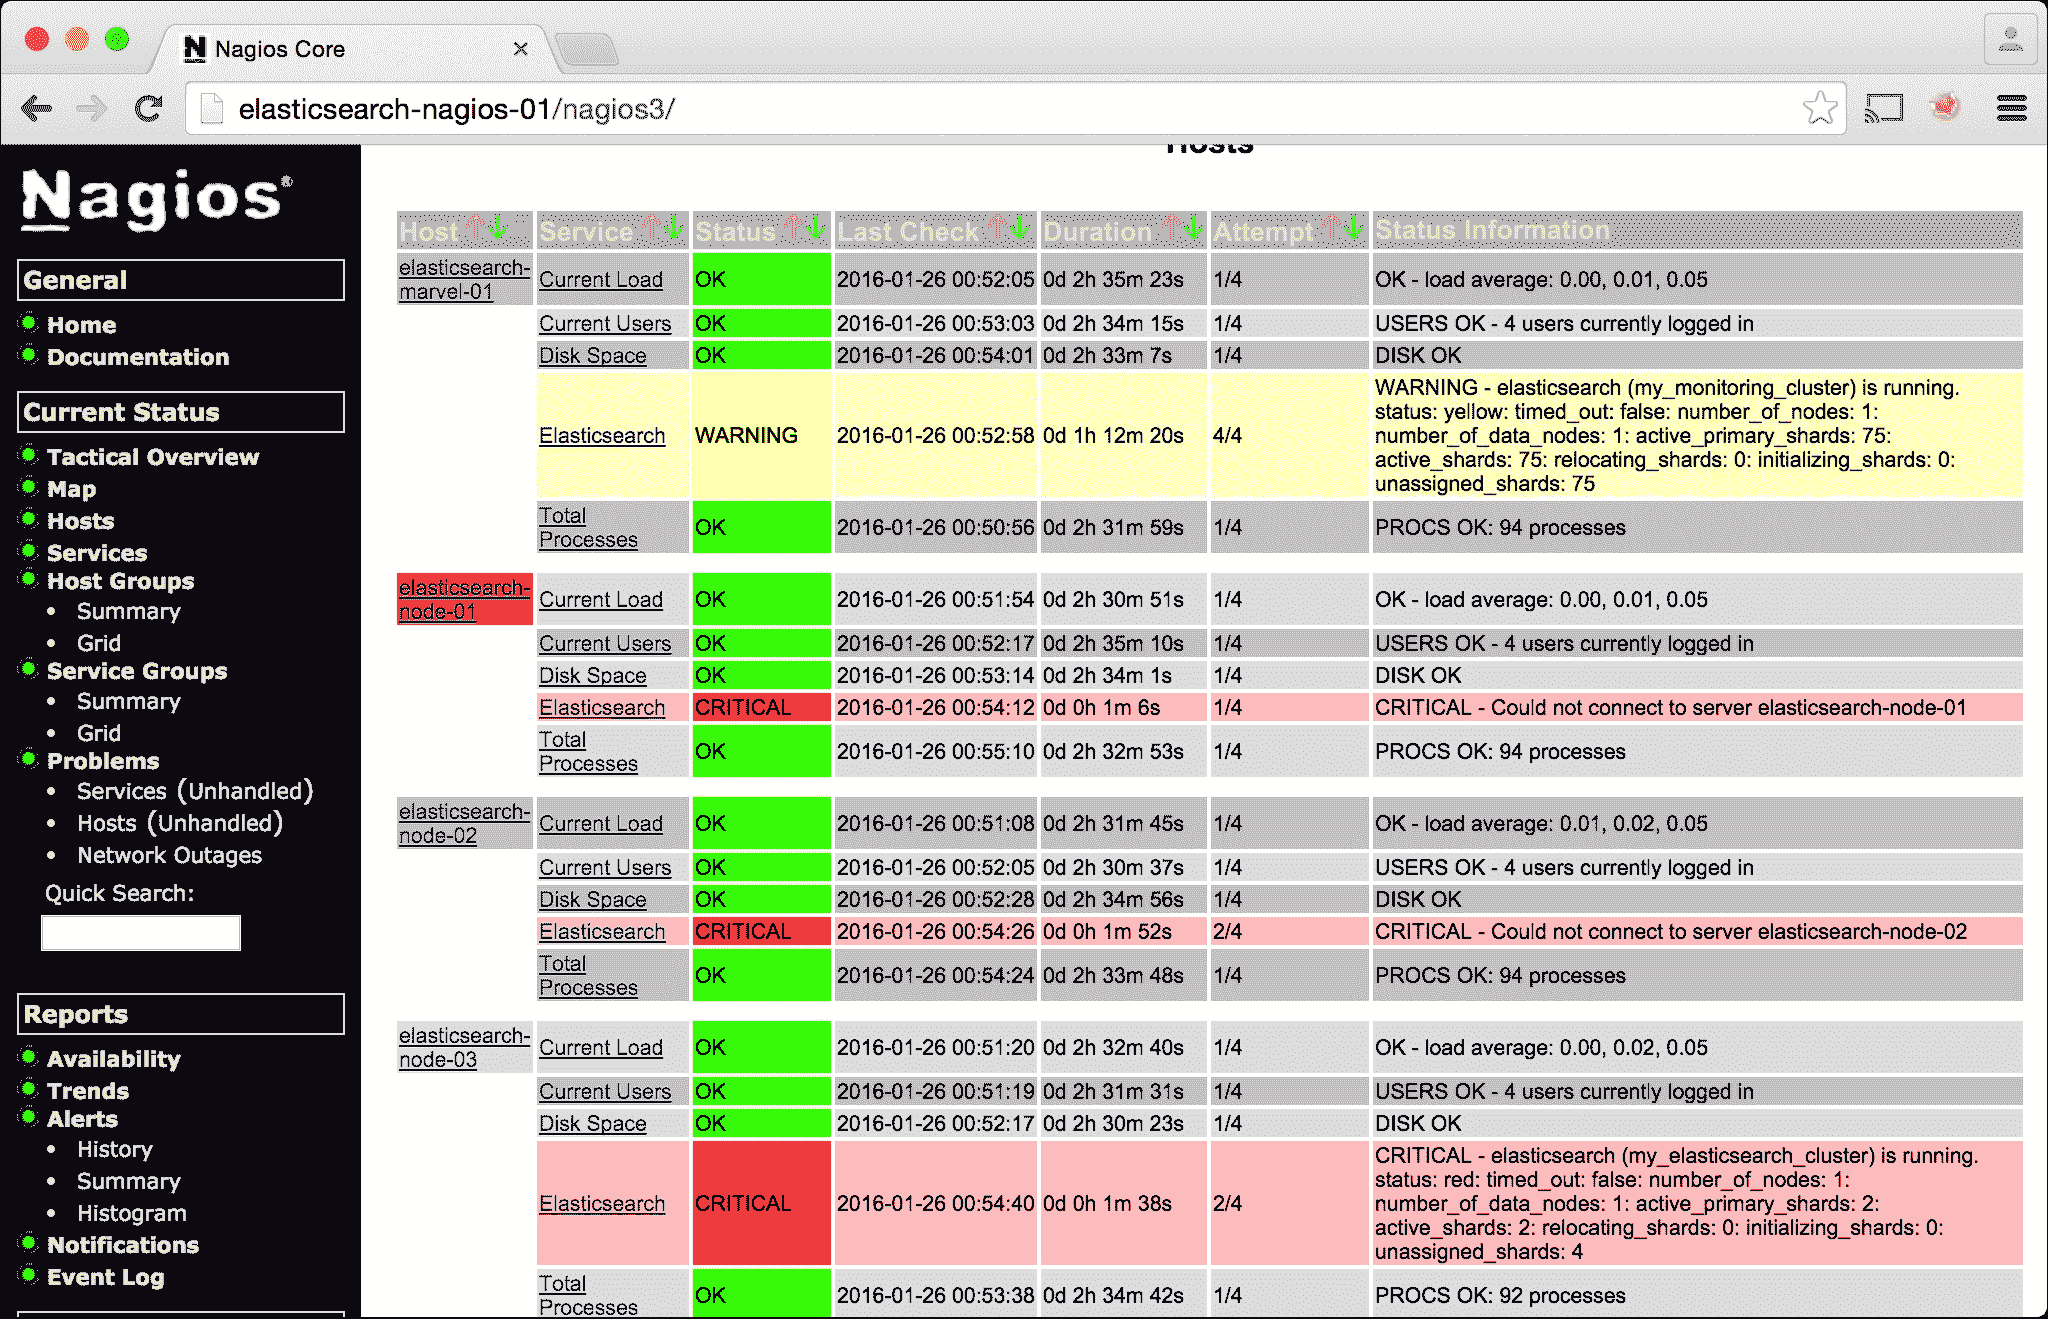 Nagios Core
elasticsearch-nagios-01/nagios3/
Nagios®
General
Home
Documentation
Current Status
Tactical Overview
Map
Hosts
Services
Host Groups
Summary
Grid
Service Groups
Summary
Grid
Problems
Services (Unhandled)
Hosts (Unhandled)
Network Outages
Quick Search:
Reports
Availability
Trends
Alerts
History
Summary
Histogram
Notifications
Event Log
Hosts
Host Service Status Last Check Duration Attempt Status Information
elasticsearch-
marvel-01 Current Load OK 2016-01-26 00:52:05 0d 2h 35m 23s 1/4 OK - load average: 0.00, 0.01, 0.05
Current Users OK 2016-01-26 00:53:03 0d 2h 34m 15s 1/4 USERS OK - 4 users currently logged in
Disk Space OK 2016-01-26 00:54:01 0d 2h 33m 7s 1/4 DISK OK
Elasticsearch WARNING 2016-01-26 00:52:58 0d 1h 12m 20s 4/4 WARNING - elasticsearch (my_monitoring_cluster) is running.
status: yellow: timed_out: false: number_of_nodes: 1:
number_of_data_nodes: 1: active_primary_shards: 75:
active_shards: 75: relocating_shards: 0: initializing_shards: 0:
unassigned_shards: 75
Total
Processes OK 2016-01-26 00:50:56 0d 2h 31m 59s 1/4 PROCS OK: 94 processes
elasticsearch-
node-01 Current Load OK 2016-01-26 00:51:54 0d 2h 30m 51s 1/4 OK - load average: 0.00, 0.01, 0.05
Current Users OK 2016-01-26 00:52:17 0d 2h 35m 10s 1/4 USERS OK - 4 users currently logged in
Disk Space OK 2016-01-26 00:53:14 0d 2h 34m 1s 1/4 DISK OK
Elasticsearch CRITICAL 2016-01-26 00:54:12 0d 0h 1m 6s 1/4 CRITICAL - Could not connect to server elasticsearch-node-01
Total
Processes OK 2016-01-26 00:55:10 0d 2h 32m 53s 1/4 PROCS OK: 94 processes
elasticsearch-
node-02 Current Load OK 2016-01-26 00:51:08 0d 2h 31m 45s 1/4 OK - load average: 0.01, 0.02, 0.05
Current Users OK 2016-01-26 00:52:05 0d 2h 30m 37s 1/4 USERS OK - 4 users currently logged in
Disk Space OK 2016-01-26 00:52:28 0d 2h 34m 56s 1/4 DISK OK
Elasticsearch CRITICAL 2016-01-26 00:54:26 0d 0h 1m 52s 2/4 CRITICAL - Could not connect to server elasticsearch-node-02
Total
Processes OK 2016-01-26 00:54:24 0d 2h 33m 48s 1/4 PROCS OK: 94 processes
elasticsearch-
node-03 Current Load OK 2016-01-26 00:51:20 0d 2h 32m 40s 1/4 OK - load average: 0.00, 0.02, 0.05
Current Users OK 2016-01-26 00:51:19 0d 2h 31m 31s 1/4 USERS OK - 4 users currently logged in
Disk Space OK 2016-01-26 00:52:17 0d 2h 30m 23s 1/4 DISK OK
Elasticsearch CRITICAL 2016-01-26 00:54:40 0d 0h 1m 38s 2/4 CRITICAL - elasticsearch (my_elasticsearch_cluster) is running.
status: red: timed_out: false: number_of_nodes: 1:
number_of_data_nodes: 1: active_primary_shards: 2:
active_shards: 2: relocating_shards: 0: initializing_shards: 0:
unassigned_shards: 4
Total
Processes OK 2016-01-26 00:53:38 0d 2h 34m 42s 1/4 PROCS OK: 92 processes